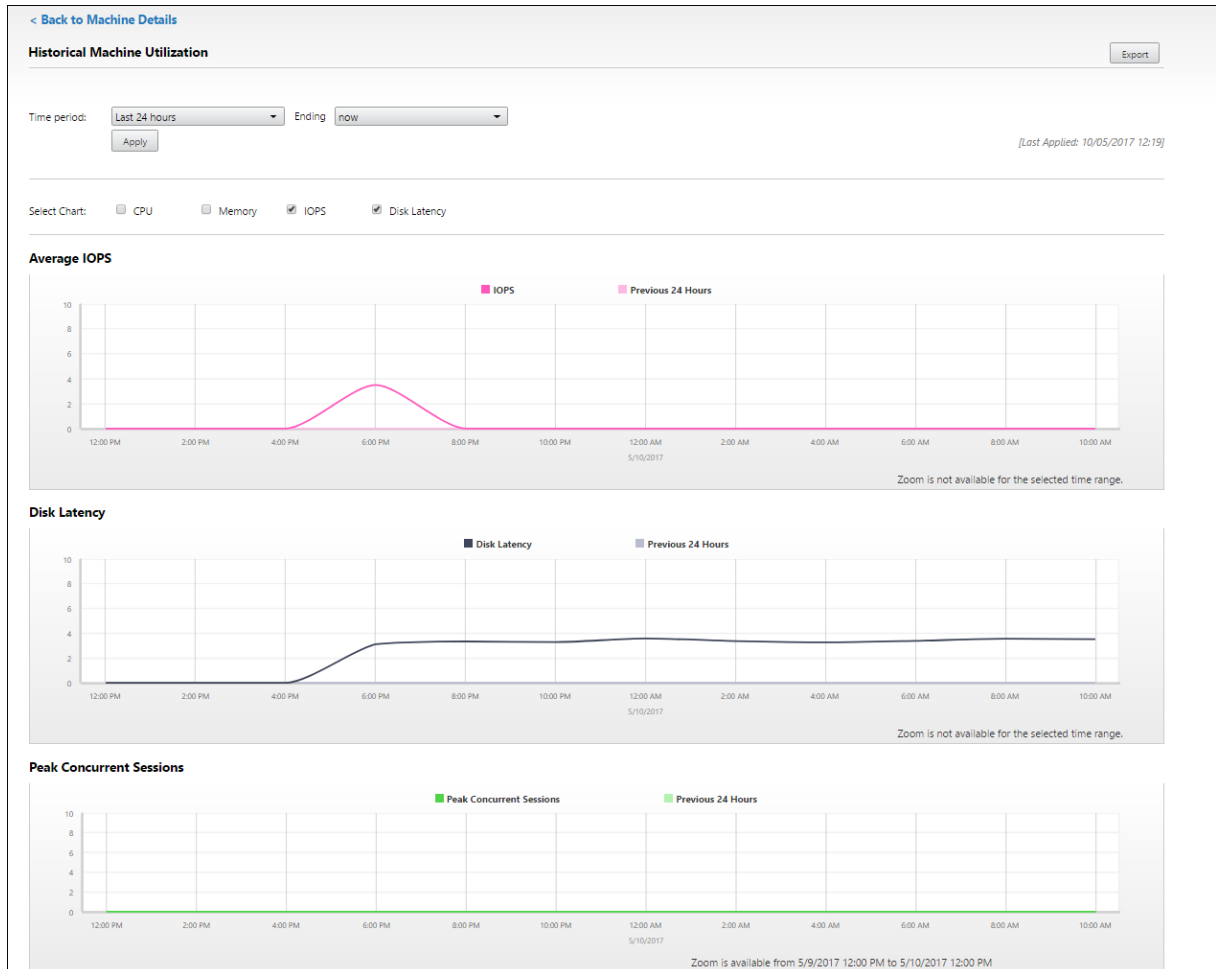 < Back to Machine Details
Historical Machine Utilization
Export
Time period: Last 24 hours Ending now
Apply
[Last Applied: 10/05/2017 12:19]
Select Chart: CPU Memory IOPS Disk Latency
Average IOPS
IOPS Previous 24 Hours
10
8
6
4
2
0
12:00 PM 2:00 PM 4:00 PM 6:00 PM 8:00 PM 10:00 PM 12:00 AM 2:00 AM 4:00 AM 6:00 AM 8:00 AM 10:00 AM
5/10/2017
Zoom is not available for the selected time range.
Disk Latency
Disk Latency Previous 24 Hours
10
8
6
4
2
0
12:00 PM 2:00 PM 4:00 PM 6:00 PM 8:00 PM 10:00 PM 12:00 AM 2:00 AM 4:00 AM 6:00 AM 8:00 AM 10:00 AM
5/10/2017
Zoom is not available for the selected time range.
Peak Concurrent Sessions
Peak Concurrent Sessions Previous 24 Hours
10
8
6
4
2
0
12:00 PM 2:00 PM 4:00 PM 6:00 PM 8:00 PM 10:00 PM 12:00 AM 2:00 AM 4:00 AM 6:00 AM 8:00 AM 10:00 AM
5/10/2017
Zoom is available from 5/9/2017 12:00 PM to 5/10/2017 12:00 PM